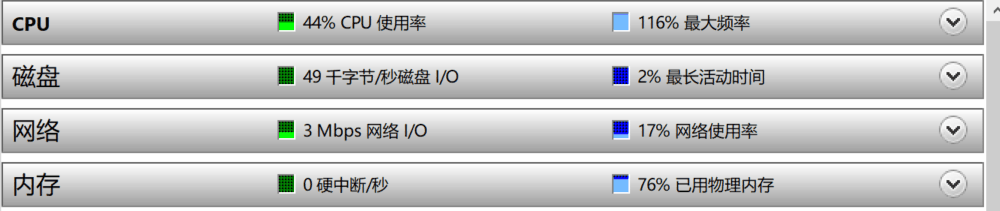 CPU 44% CPU 使用率 116% 最大频率
磁盘 49 千字节/秒磁盘 I/O 2% 最长活动时间
网络 3 Mbps 网络 I/O 17% 网络使用率
内存 0 硬中断/秒 76% 已用物理内存